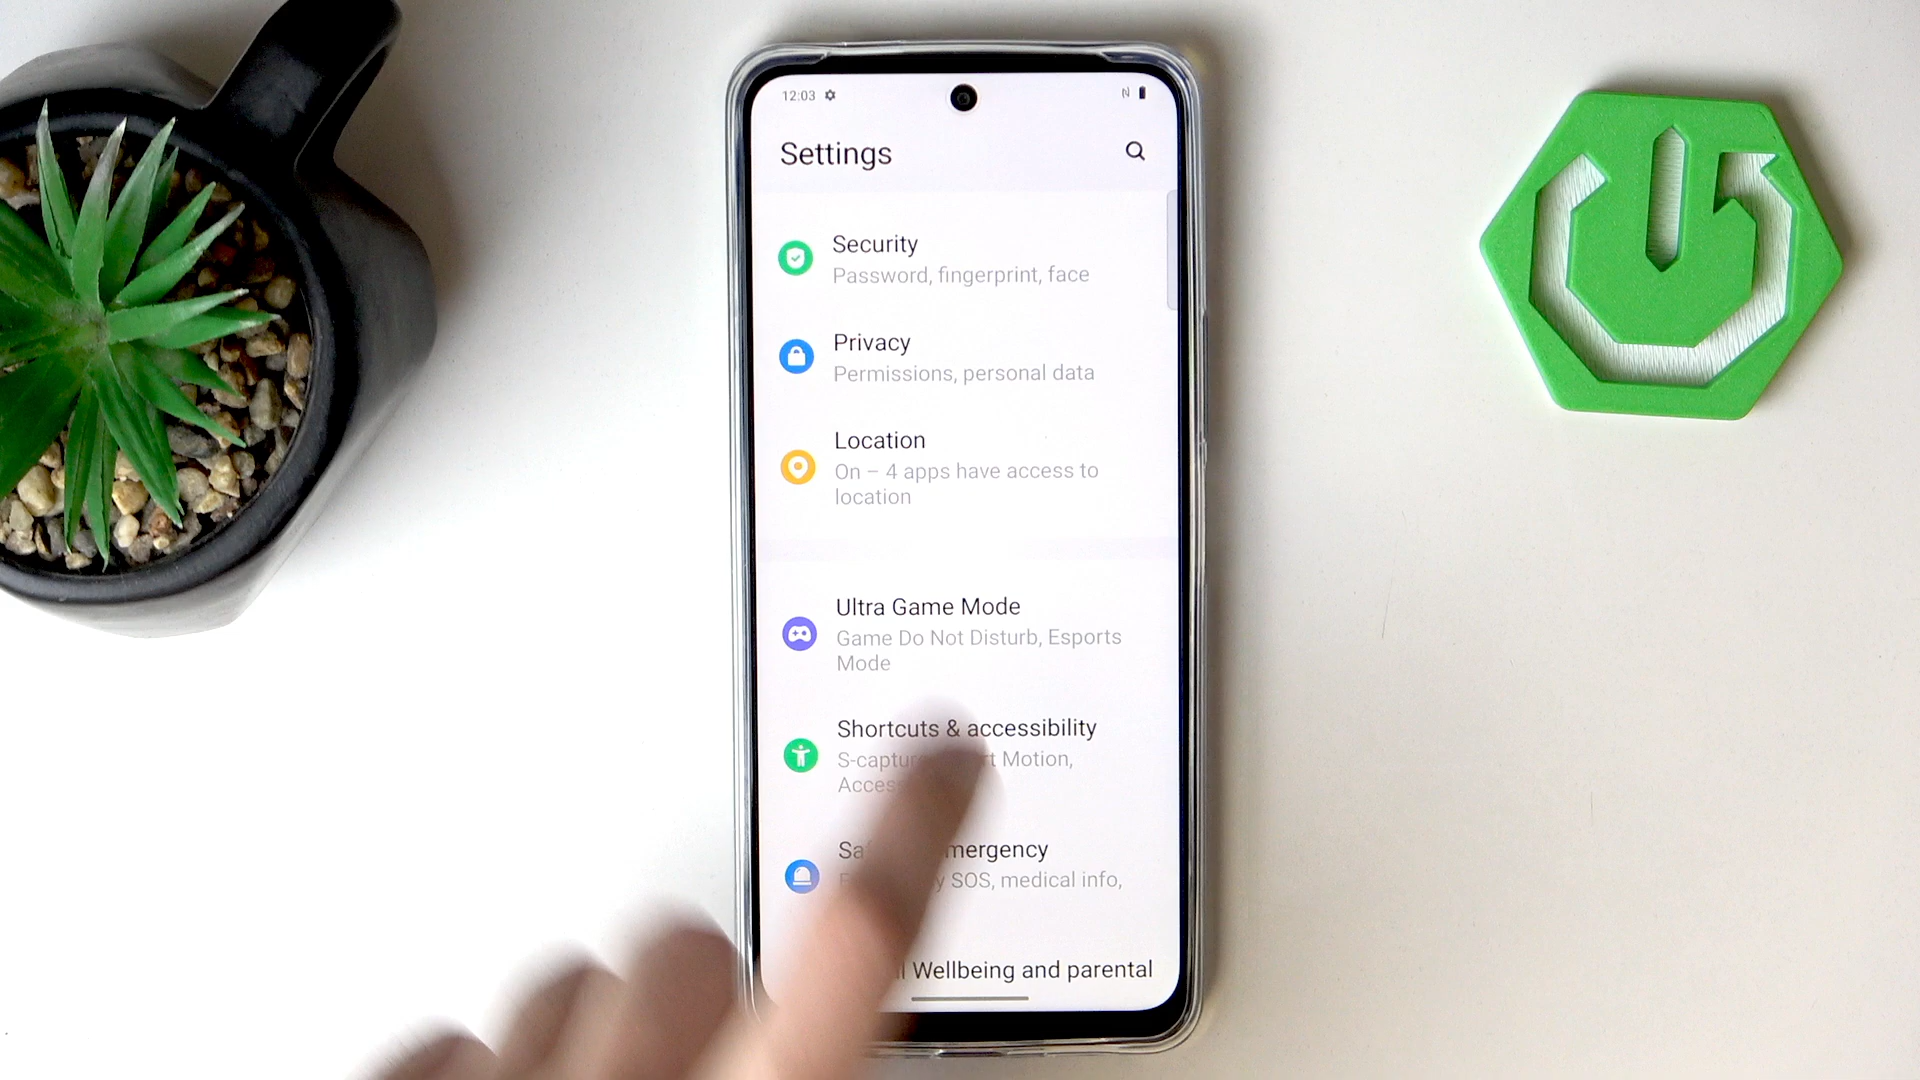 12:03
Settings
Security
Password, fingerprint, face
Privacy
Permissions, personal data
Location
On – 4 apps have access to
location
Ultra Game Mode
Game Do Not Disturb, Esports
Mode
Shortcuts & accessibility
Motion,
SOS, medical info,
Wellbeing and parental